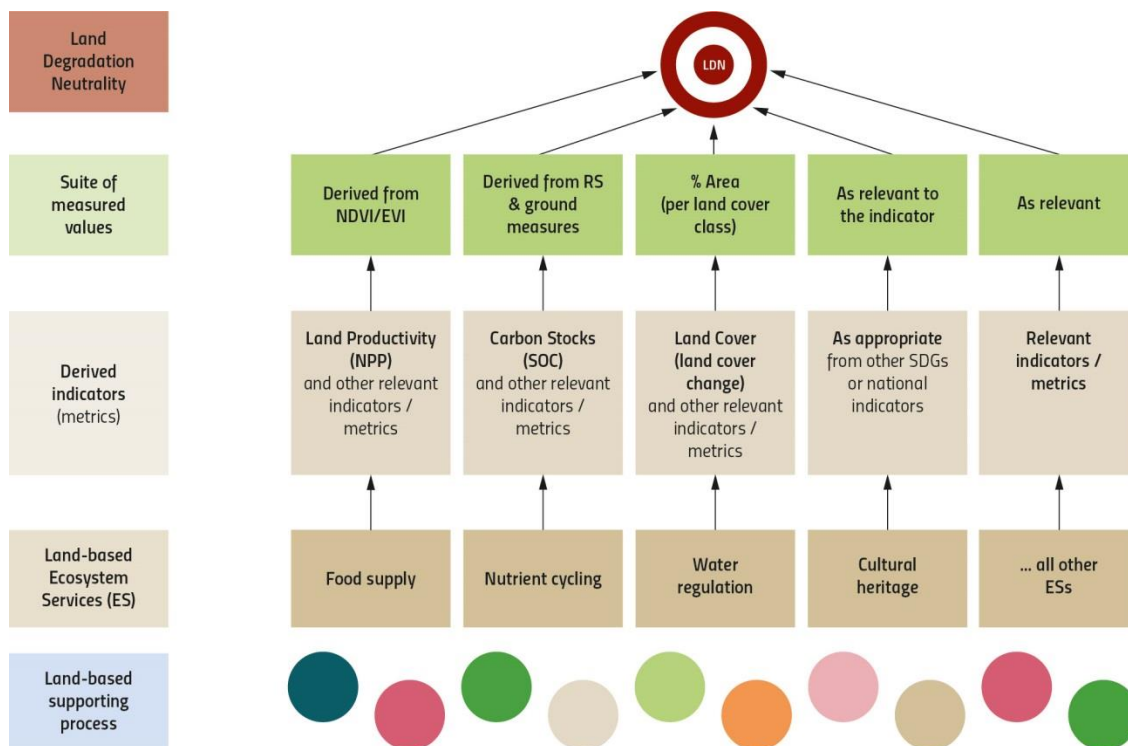 Land
Degradation
Neutrality
LDN
Suite of
measured
values
Derived from
NDVI/EVI
Derived from RS
& ground
measures
% Area
(per land cover
class)
As relevant to
the indicator
As relevant
Derived
indicators
(metrics)
Land Productivity
(NPP)
and other relevant
indicators /
metrics
Carbon Stocks
(SOC)
and other relevant
indicators /
metrics
Land Cover
(land cover
change)
and other relevant
indicators /
metrics
As appropriate
from other SDGs
or national
indicators
Relevant
indicators /
metrics
Land-based
Ecosystem
Services (ES)
Food supply
Nutrient cycling
Water
regulation
Cultural
heritage
... all other
ESs
Land-based
supporting
process